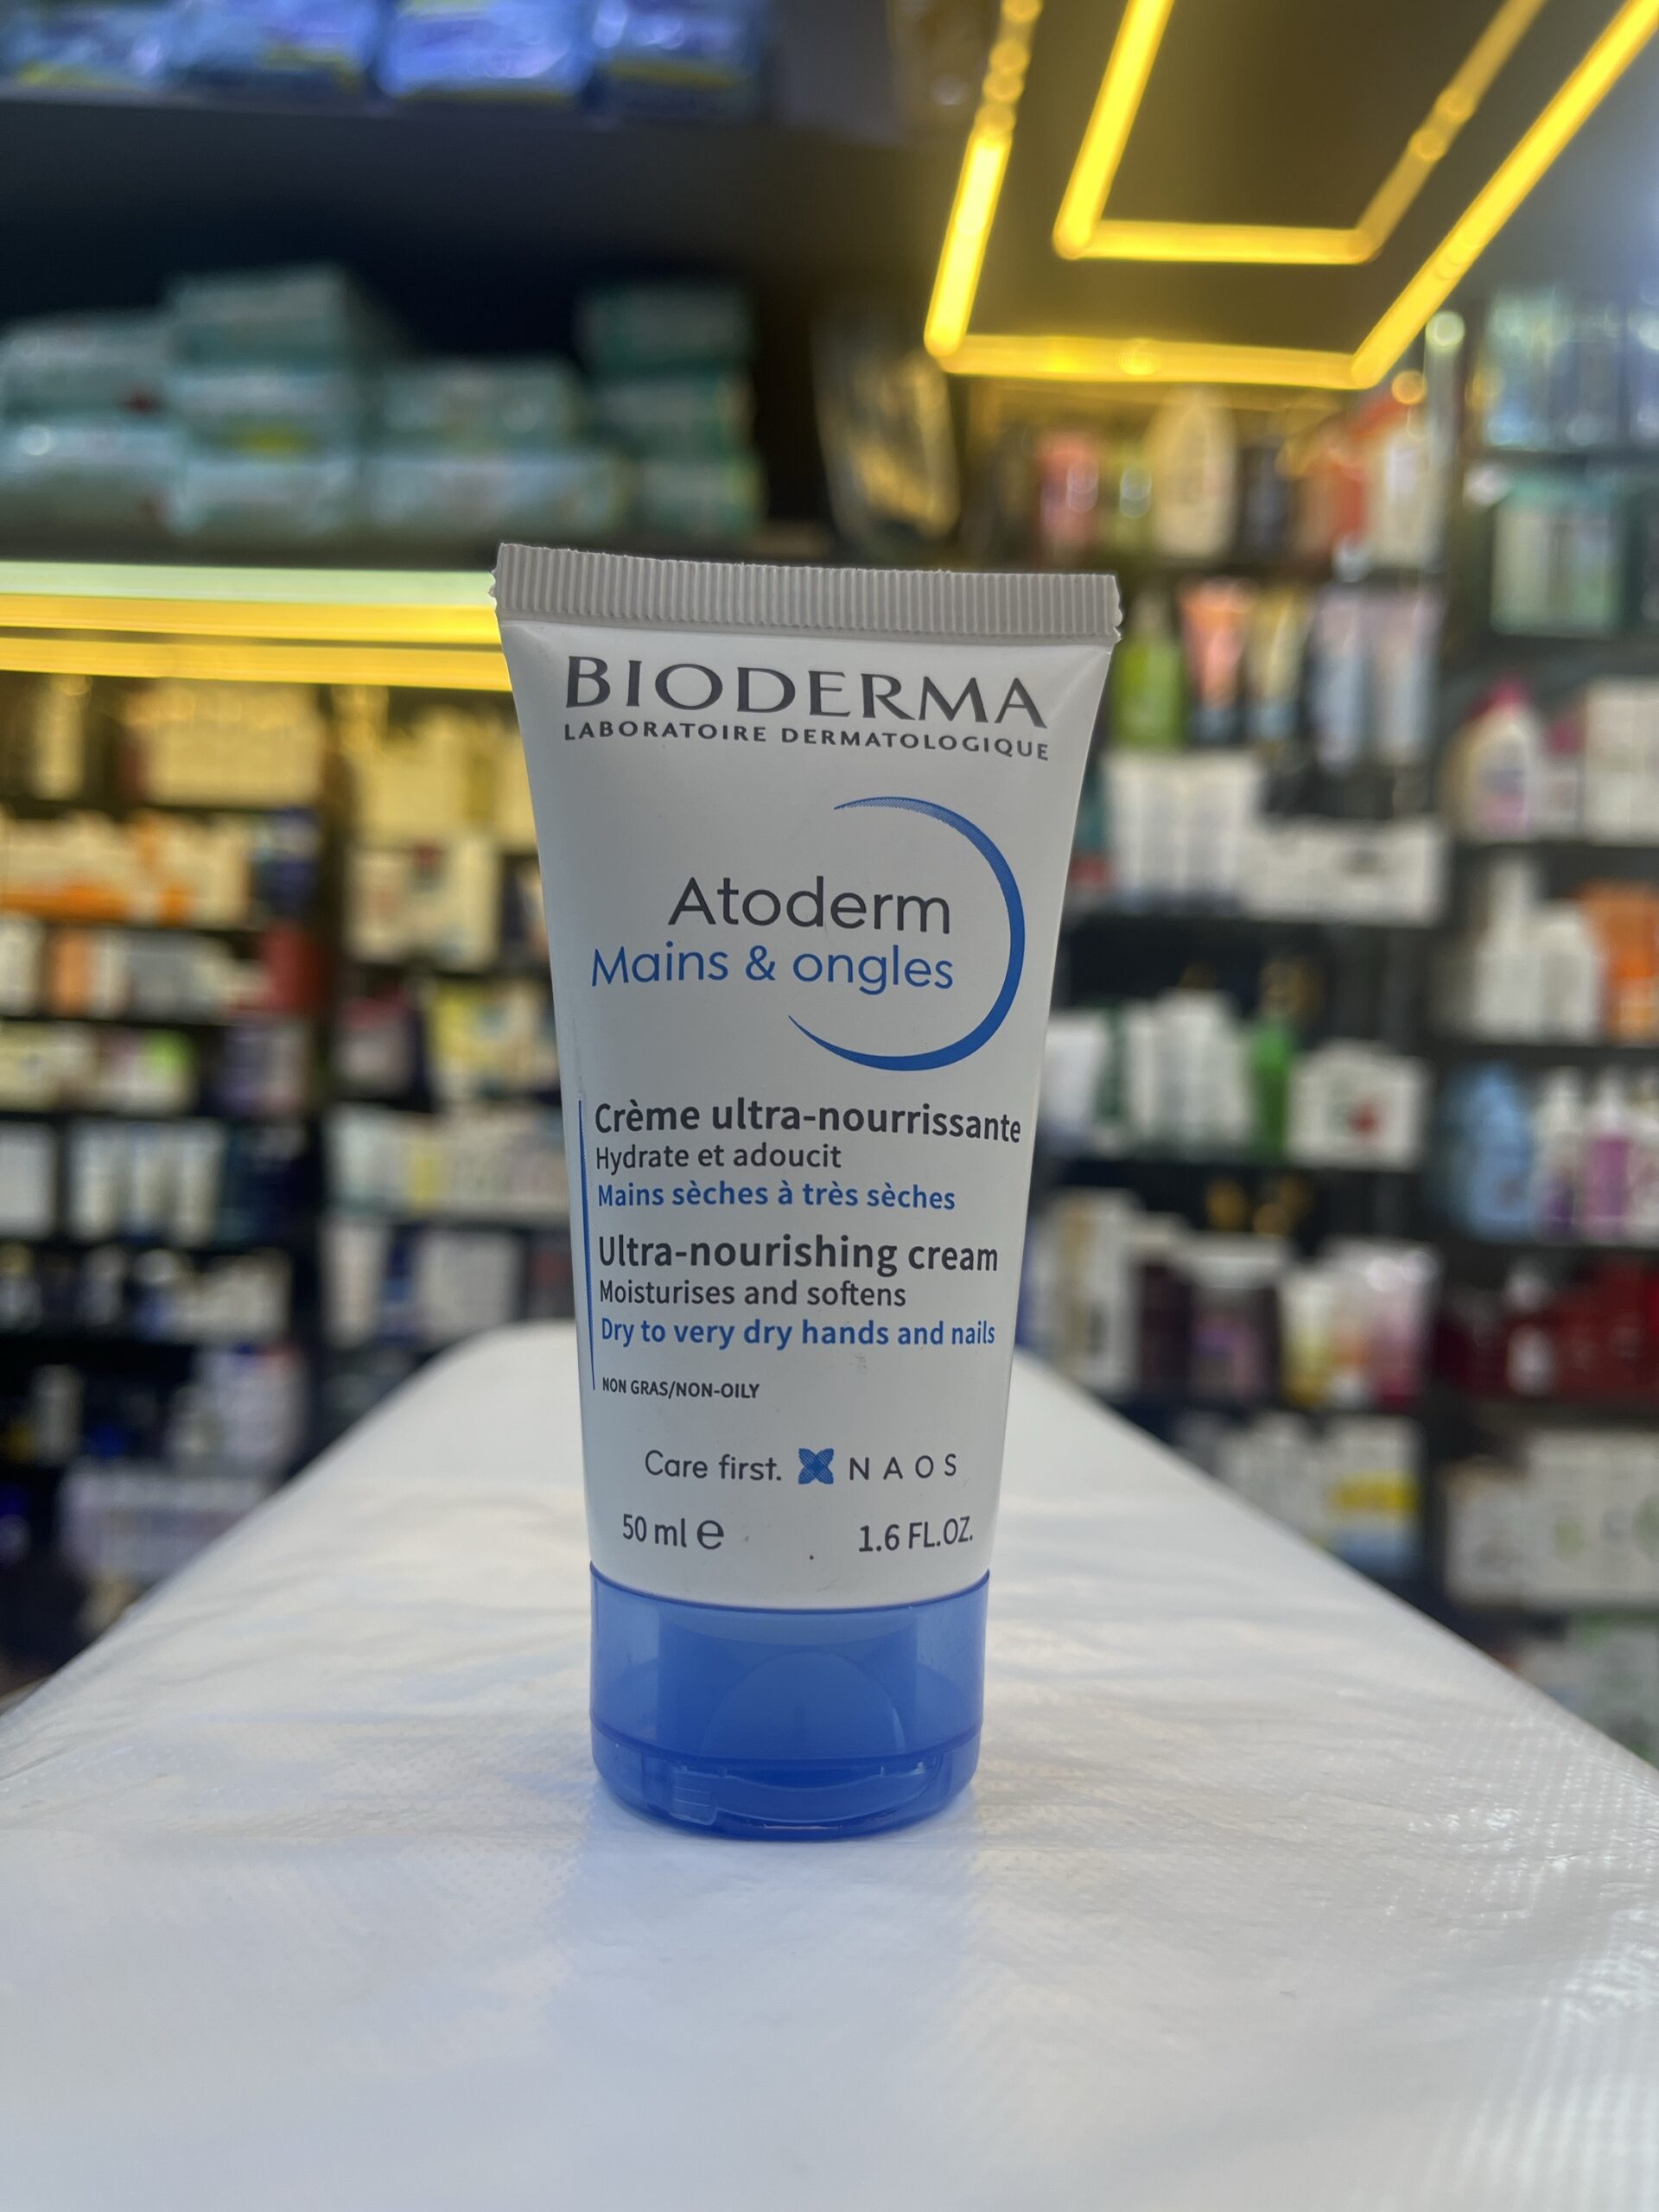 BIODERMA
LABORATOIRE DERMATOLOGIQUE
Atoderm
Mains & ongles
Crème ultra-nourrissante
Hydrate et adoucit
Mains sèches à très sèches
Ultra-nourishing cream
Moisturises and softens
Dry to very dry hands and nails
NON GRAS/NON-OILY
Care first. NAOS
50 ml e 1.6 FL.OZ.